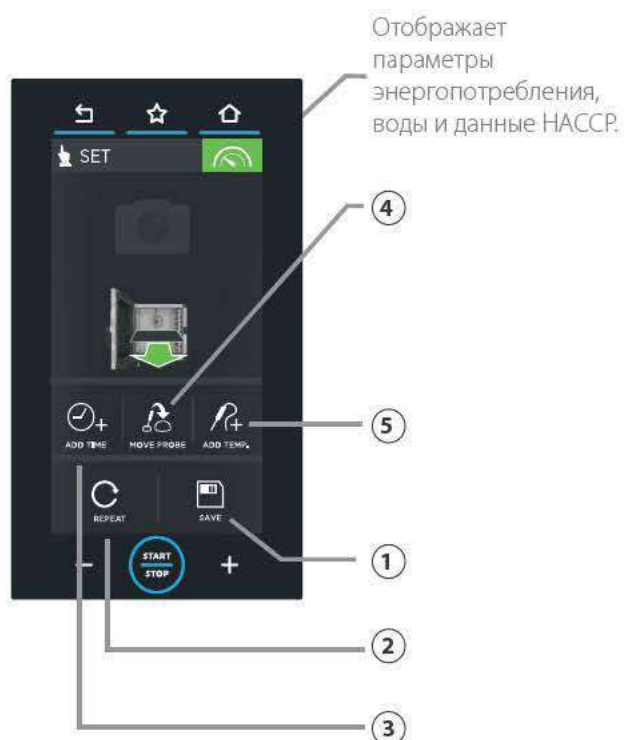 Отображает
параметры
энергопотребления,
воды и данные HACCP.
SET
4
ADD TIME
MOVE PROBE
ADD TEMP.
5
REPEAT
SAVE
START
STOP
- +
1
2
3